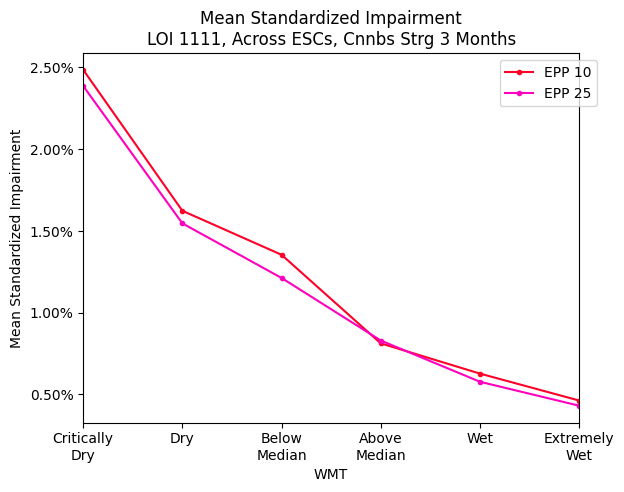 Mean Standardized Impairment
LOI 1111, Across ESCs, Cnnbs Strg 3 Months
EPP 10
EPP 25
Mean Standardized Impairment
2.50%
2.00%
1.50%
1.00%
0.50%
Critically
Dry
Dry
Below
Median
Above
Median
Wet
Extremely
Wet
WMT